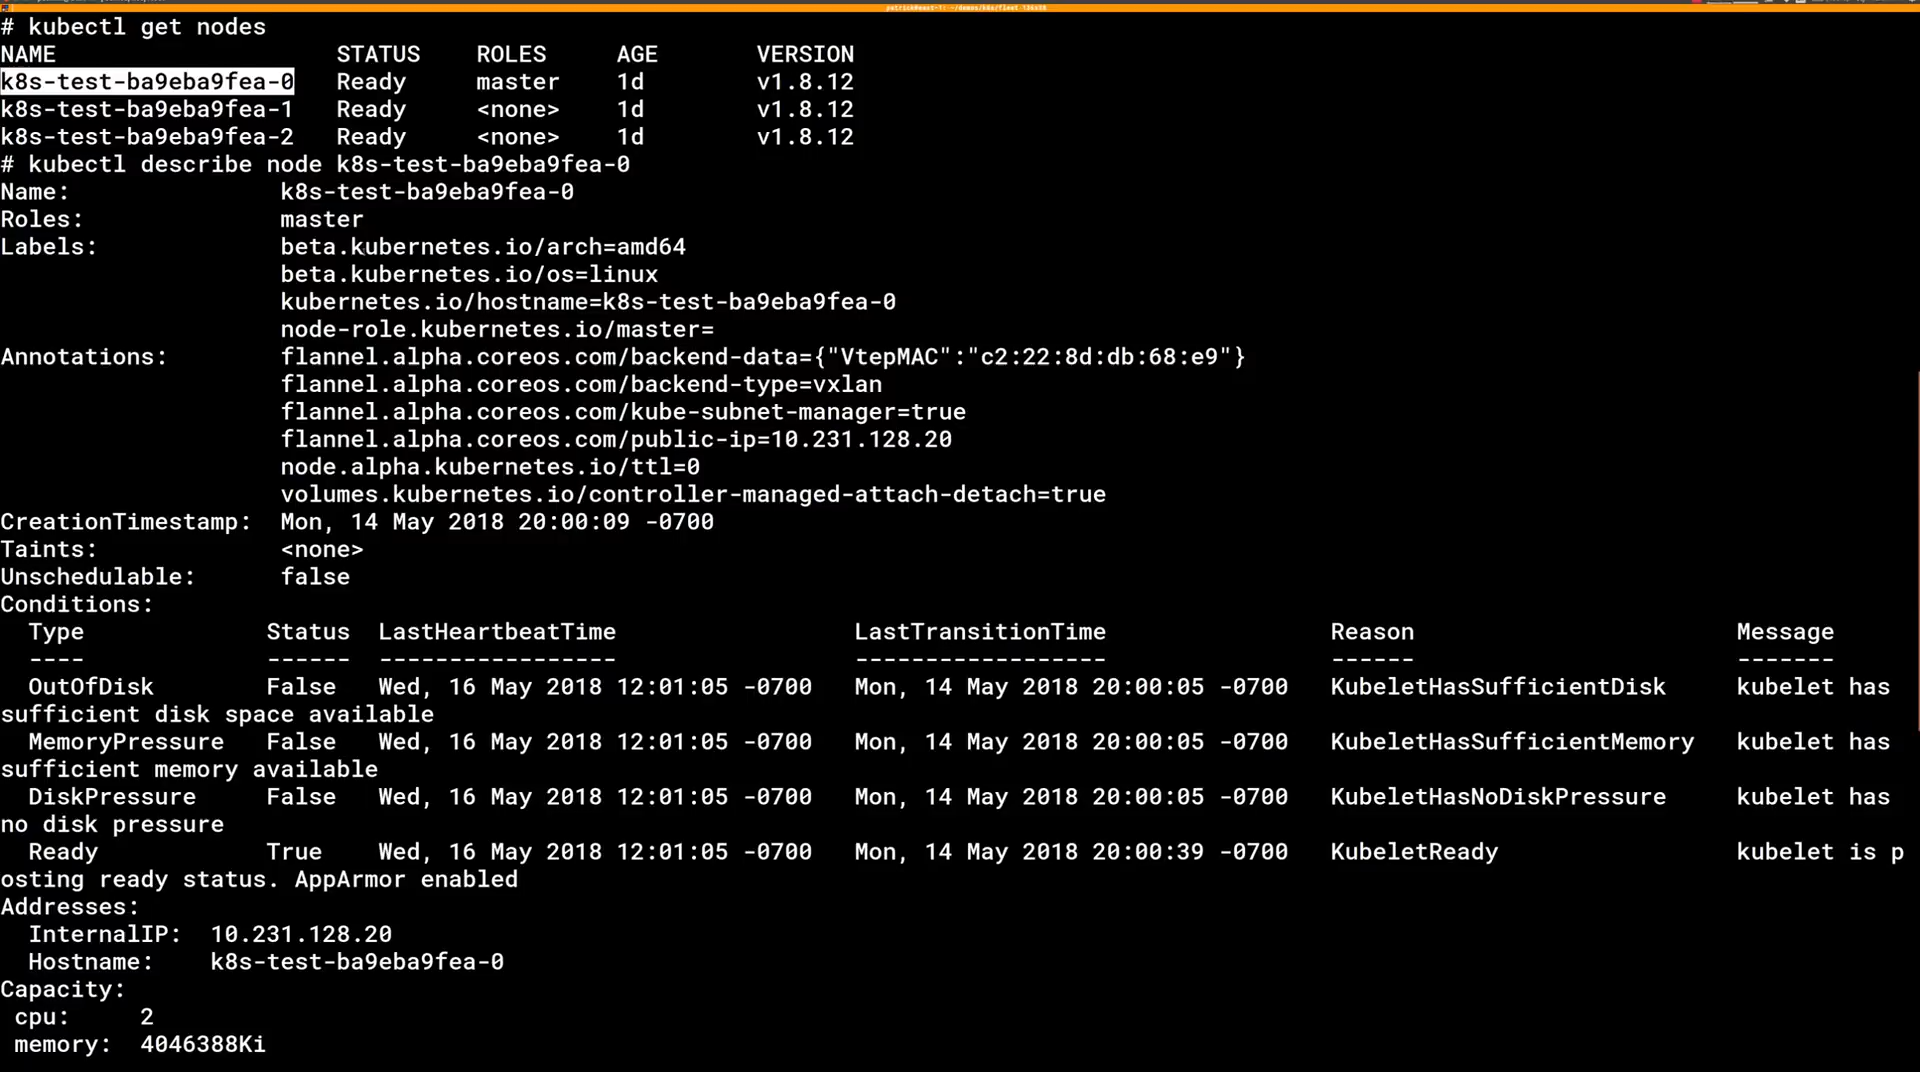 # kubectl get nodes
NAME STATUS ROLES AGE VERSION
k8s-test-ba9eba9fea-0 Ready master 1d v1.8.12
k8s-test-ba9eba9fea-1 Ready <none> 1d v1.8.12
k8s-test-ba9eba9fea-2 Ready <none> 1d v1.8.12
# kubectl describe node k8s-test-ba9eba9fea-0
Name: k8s-test-ba9eba9fea-0
Roles: master
Labels: beta.kubernetes.io/arch=amd64
beta.kubernetes.io/os=linux
kubernetes.io/hostname=k8s-test-ba9eba9fea-0
node-role.kubernetes.io/master=
Annotations: flannel.alpha.coreos.com/backend-data={"VtepMAC":"c2:22:8d:db:68:e9"}
flannel.alpha.coreos.com/backend-type=vxlan
flannel.alpha.coreos.com/kube-subnet-manager=true
flannel.alpha.coreos.com/public-ip=10.231.128.20
node.alpha.kubernetes.io/ttl=0
volumes.kubernetes.io/controller-managed-attach-detach=true
CreationTimestamp: Mon, 14 May 2018 20:00:09 -0700
Taints: <none>
Unschedulable: false
Conditions:
Type Status LastHeartbeatTime LastTransitionTime Reason Message
---- ------ ----------------- ------------------ ------ -------
OutOfDisk False Wed, 16 May 2018 12:01:05 -0700 Mon, 14 May 2018 20:00:05 -0700 KubeletHasSufficientDisk kubelet has
sufficient disk space available
MemoryPressure False Wed, 16 May 2018 12:01:05 -0700 Mon, 14 May 2018 20:00:05 -0700 KubeletHasSufficientMemory kubelet has
sufficient memory available
DiskPressure False Wed, 16 May 2018 12:01:05 -0700 Mon, 14 May 2018 20:00:05 -0700 KubeletHasNoDiskPressure kubelet has
no disk pressure
Ready True Wed, 16 May 2018 12:01:05 -0700 Mon, 14 May 2018 20:00:39 -0700 KubeletReady kubelet is p
osting ready status. AppArmor enabled
Addresses:
InternalIP: 10.231.128.20
Hostname: k8s-test-ba9eba9fea-0
Capacity:
cpu: 2
memory: 4046388Ki